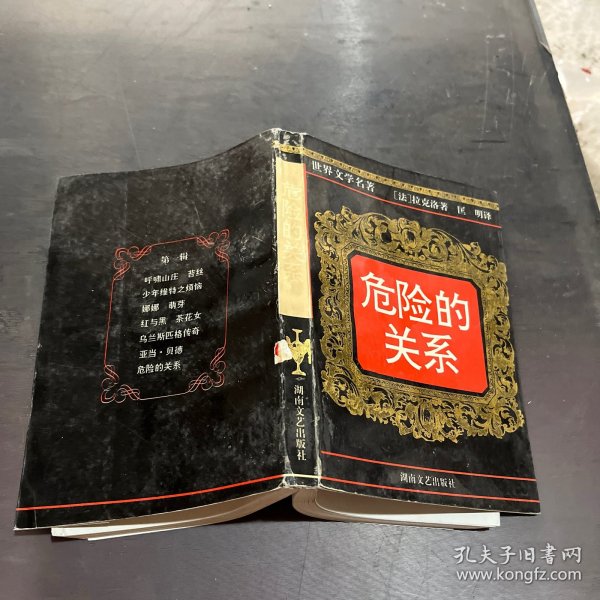 世界文学名著
[法]拉克洛著 匡 明译
危险的
关系
湖南文艺出版社
危险的关系
湖南文艺出版社
第一辑
呼啸山庄 苔丝
少年维特之烦恼
娜娜 萌芽
红与黑 茶花女
乌兰斯匹格传奇
亚当·贝德
危险的关系
孔夫子旧书网
www.kongfz.com